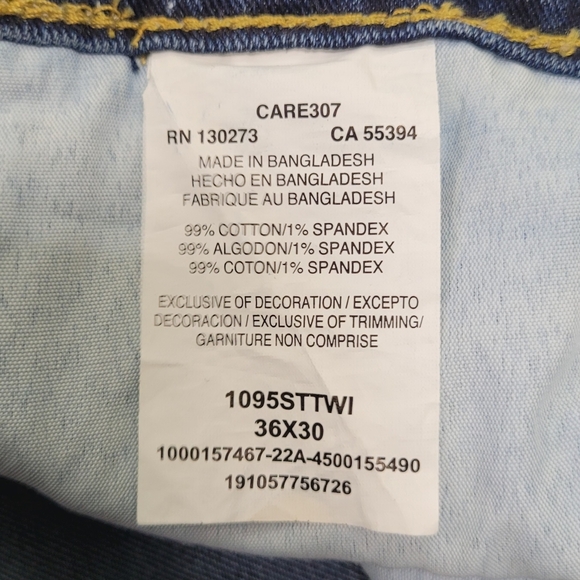 CARE307
RN 130273 CA 55394
MADE IN BANGLADESH
HECHO EN BANGLADESH
FABRIQUE AU BANGLADESH
99% COTTON/1% SPANDEX
99% ALGODON/1% SPANDEX
99% COTON/1% SPANDEX
EXCLUSIVE OF DECORATION / EXCEPTO
DECORACION / EXCLUSIVE OF TRIMMING/
GARNITURE NON COMPRISE
1095STTWI
36X30
1000157467-22A-4500155490
191057756726